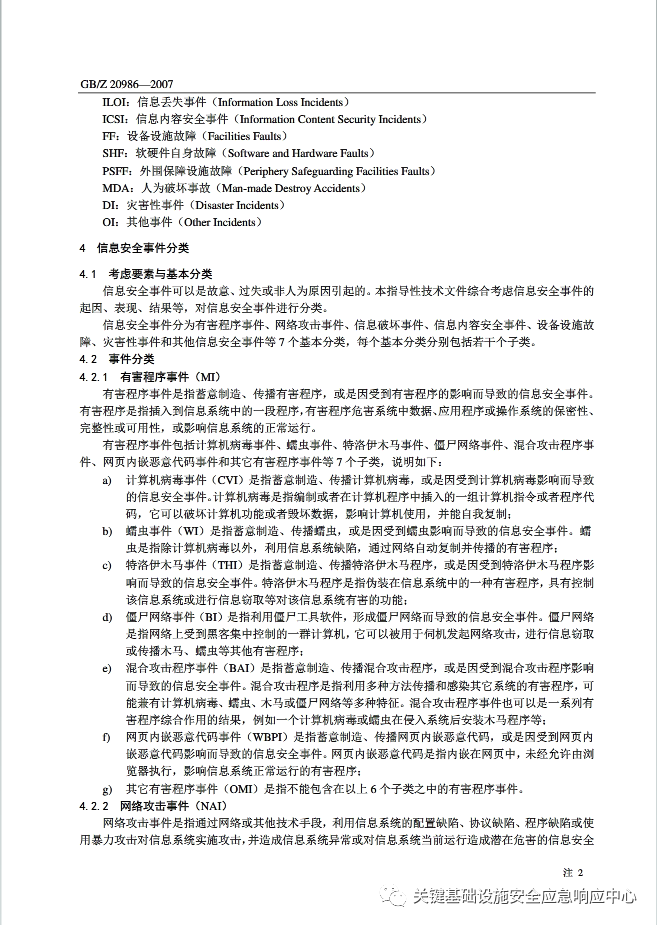 GB/Z 20986—2007
ILOI：信息丢失事件（Information Loss Incidents）
ICSI：信息内容安全事件（Information Content Security Incidents）
FF：设备设施故障（Facilities Faults）
SHF：软硬件自身故障（Software and Hardware Faults）
PSFF：外围保障设施故障（Periphery Safeguarding Facilities Faults）
MDA：人为破坏事故（Man-made Destroy Accidents）
DI：灾害性事件（Disaster Incidents）
OI：其他事件（Other Incidents）
4 信息安全事件分类
4.1 考虑要素与基本分类
信息安全事件可以是故意、过失或非人为原因引起的。本指导性技术文件综合考虑信息安全事件的
起因、表现、结果等，对信息安全事件进行分类。
信息安全事件分为有害程序事件、网络攻击事件、信息破坏事件、信息内容安全事件、设备设施故
障、灾害性事件和其他信息安全事件等 7 个基本分类，每个基本分类分别包括若干个子类。
4.2 事件分类
4.2.1 有害程序事件（MI）
有害程序事件是指蓄意制造、传播有害程序，或是因受到有害程序的影响而导致的信息安全事件。
有害程序是指插入到信息系统中的一段程序，有害程序危害系统中数据、应用程序或操作系统的保密性、
完整性或可用性，或影响信息系统的正常运行。
有害程序事件包括计算机病毒事件、蠕虫事件、特洛伊木马事件、僵尸网络事件、混合攻击程序事
件、网页内嵌恶意代码事件和其它有害程序事件等 7 个子类，说明如下：
a) 计算机病毒事件（CVI）是指蓄意制造、传播计算机病毒，或是因受到计算机病毒影响而导致
的信息安全事件。计算机病毒是指编制或者在计算机程序中插入的一组计算机指令或者程序代
码，它可以破坏计算机功能或者毁坏数据，影响计算机使用，并能自我复制；
b) 蠕虫事件（WI）是指蓄意制造、传播蠕虫，或是因受到蠕虫影响而导致的信息安全事件。蠕
虫是指除计算机病毒以外，利用信息系统缺陷，通过网络自动复制并传播的有害程序；
c) 特洛伊木马事件（THI）是指蓄意制造、传播特洛伊木马程序，或是因受到特洛伊木马程序影
响而导致的信息安全事件。特洛伊木马程序是指伪装在信息系统中的一种有害程序，具有控制
该信息系统或进行信息窃取等对该信息系统有害的功能；
d) 僵尸网络事件（BI）是指利用僵尸工具软件，形成僵尸网络而导致的信息安全事件。僵尸网络
是指网络上受到黑客集中控制的一群计算机，它可以被用于伺机发起网络攻击，进行信息窃取
或传播木马、蠕虫等其他有害程序；
e) 混合攻击程序事件（BAI）是指蓄意制造、传播混合攻击程序，或是因受到混合攻击程序影响
而导致的信息安全事件。混合攻击程序是指利用多种方法传播和感染其它系统的有害程序，可
能兼有计算机病毒、蠕虫、木马或僵尸网络等多种特征。混合攻击程序事件也可以是一系列有
害程序综合作用的结果，例如一个计算机病毒或蠕虫在侵入系统后安装木马程序等；
f) 网页内嵌恶意代码事件（WBPI）是指蓄意制造、传播网页内嵌恶意代码，或是因受到网页内
嵌恶意代码影响而导致的信息安全事件。网页内嵌恶意代码是指内嵌在网页中，未经允许由浏
览器执行，影响信息系统正常运行的有害程序；
g) 其它有害程序事件（OMI）是指不能包含在以上 6 个子类之中的有害程序事件。
4.2.2 网络攻击事件（NAI）
网络攻击事件是指通过网络或其他技术手段，利用信息系统的配置缺陷、协议缺陷、程序缺陷或使
用暴力攻击对信息系统实施攻击，并造成信息系统异常或对信息系统当前运行造成潜在危害的信息安全
注 2
关键基础设施安全应急响应中心